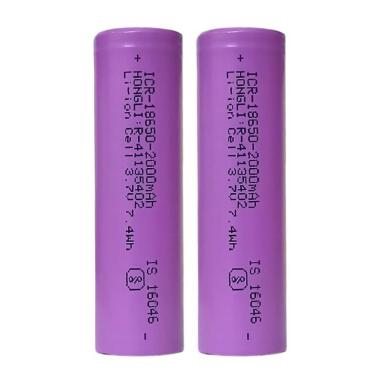 +
ICR-18650-2000mAh
HONGLI:R-41135402
Li-ion Cell 3.7V 7.4Wh
IS 16046
-
+
ICR-18650-2000mAh
HONGLI:R-41135402
Li-ion Cell 3.7V 7.4Wh
IS 16046
-